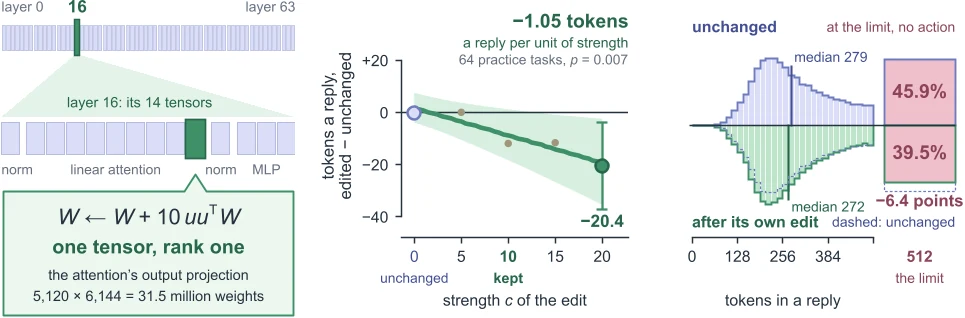 layer 0
16
layer 63
layer 16: its 14 tensors
norm
linear attention
norm
MLP
W ← W + 10 uuᵀW
one tensor, rank one
the attention's output projection
5,120 × 6,144 = 31.5 million weights
−1.05 tokens
a reply per unit of strength
64 practice tasks, p = 0.007
tokens a reply,
edited − unchanged
+20
0
−20
−40
−20.4
0
5
10
15
20
unchanged
kept
strength c of the edit
unchanged
at the limit, no action
median 279
45.9%
39.5%
−6.4 points
median 272
after its own edit
dashed: unchanged
0
128
256
384
512
the limit
tokens in a reply